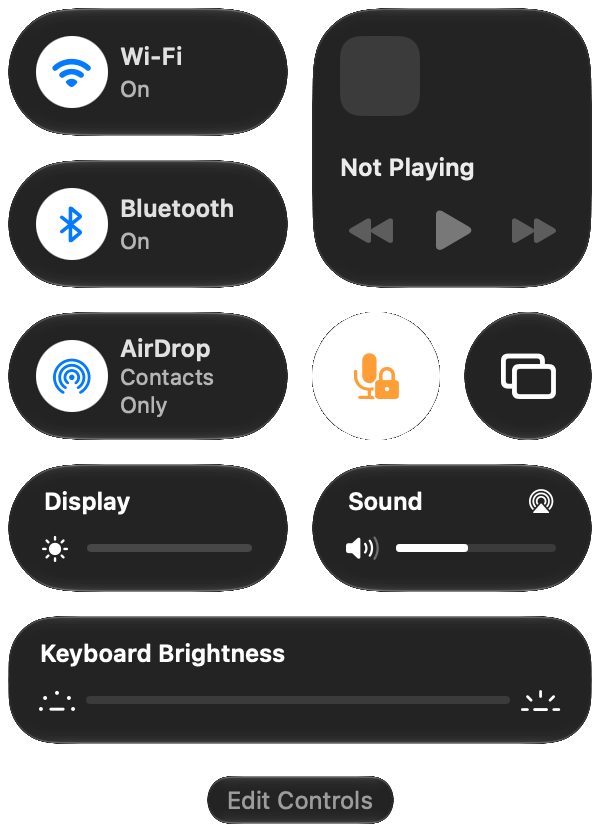 Wi-Fi
On
Not Playing
Bluetooth
On
AirDrop
Contacts
Only
Display
Sound
Keyboard Brightness
Edit Controls